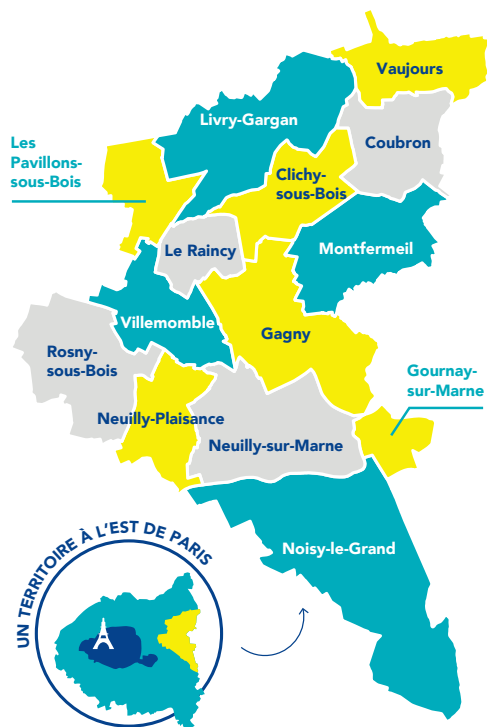 Vaujours
Livry-Gargan
Coubron
Les
Pavillons-
sous-Bois
Clichy-
sous-Bois
Le Raincy
Montfermeil
Villemomble
Gagny
Rosny-
sous-Bois
Gournay-
sur-Marne
Neuilly-Plaisance
Neuilly-sur-Marne
Noisy-le-Grand
UN TERRITOIRE À L'EST DE PARIS